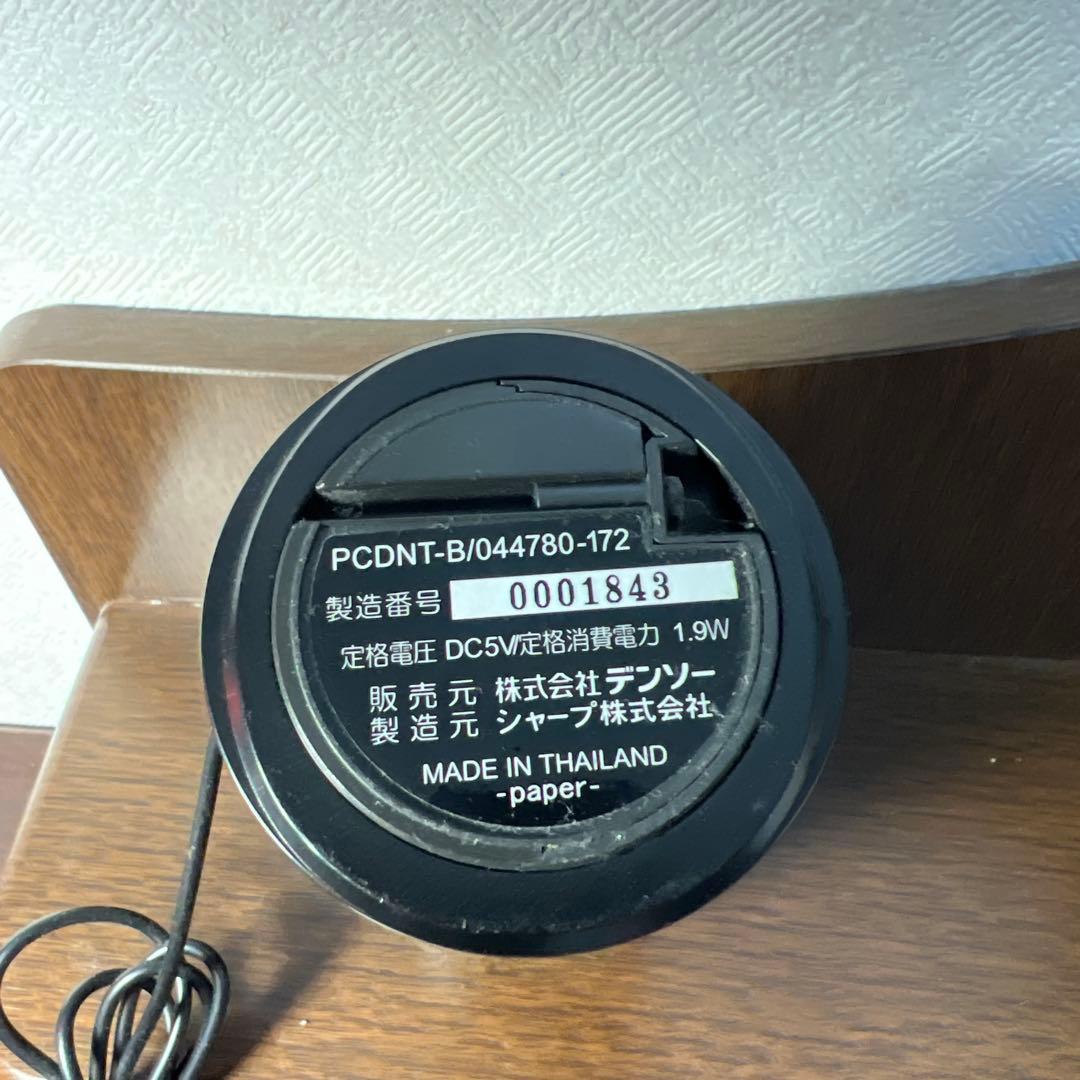 PCDNT-B/044780-172
製造番号 0001843
定格電圧 DC5V/定格消費電力 1.9W
販売元 株式会社デンソー
製造元 シャープ株式会社
MADE IN THAILAND
-paper-